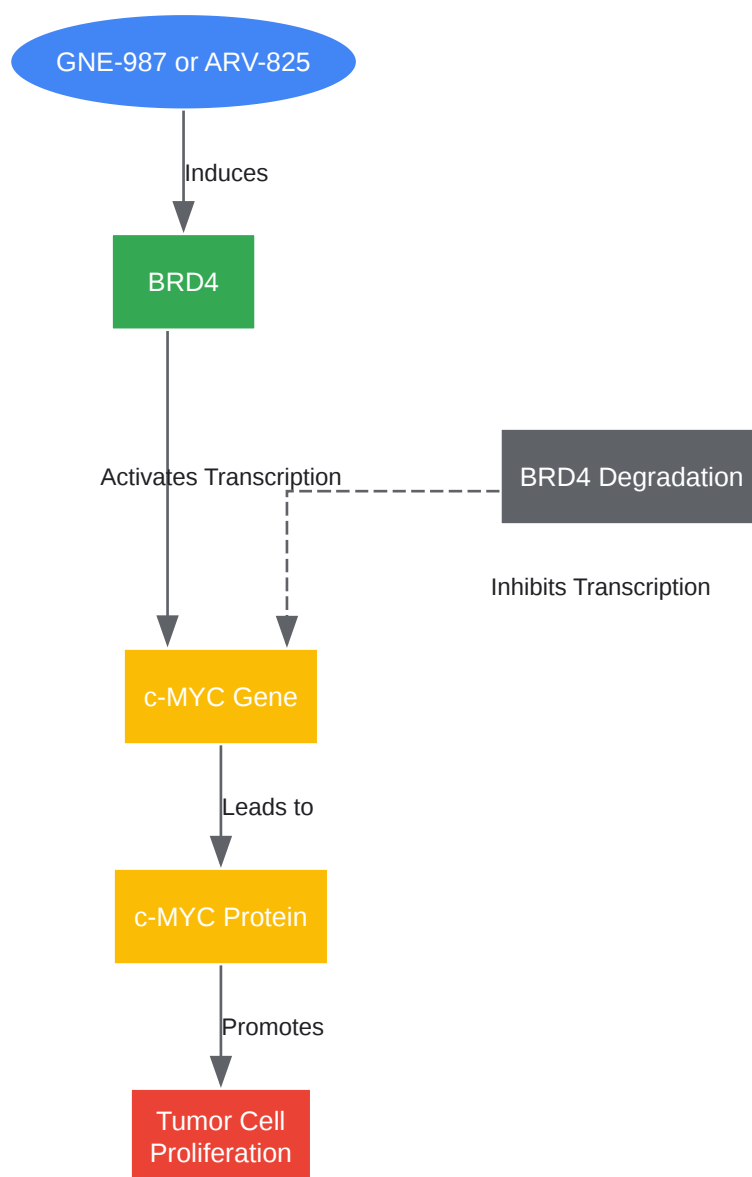 GNE-987 or ARV-825
Induces
BRD4
Activates Transcription
BRD4 Degradation
Inhibits Transcription
c-MYC Gene
Leads to
c-MYC Protein
Promotes
Tumor Cell
Proliferation